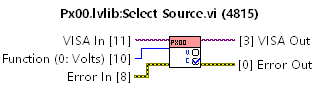 Px00.lvlib:Select Source.vi (4815)
VISA In [11]
[3] VISA Out
PX00
Function (0: Volts) [10]
V
C
Error In [8]
[0] Error Out